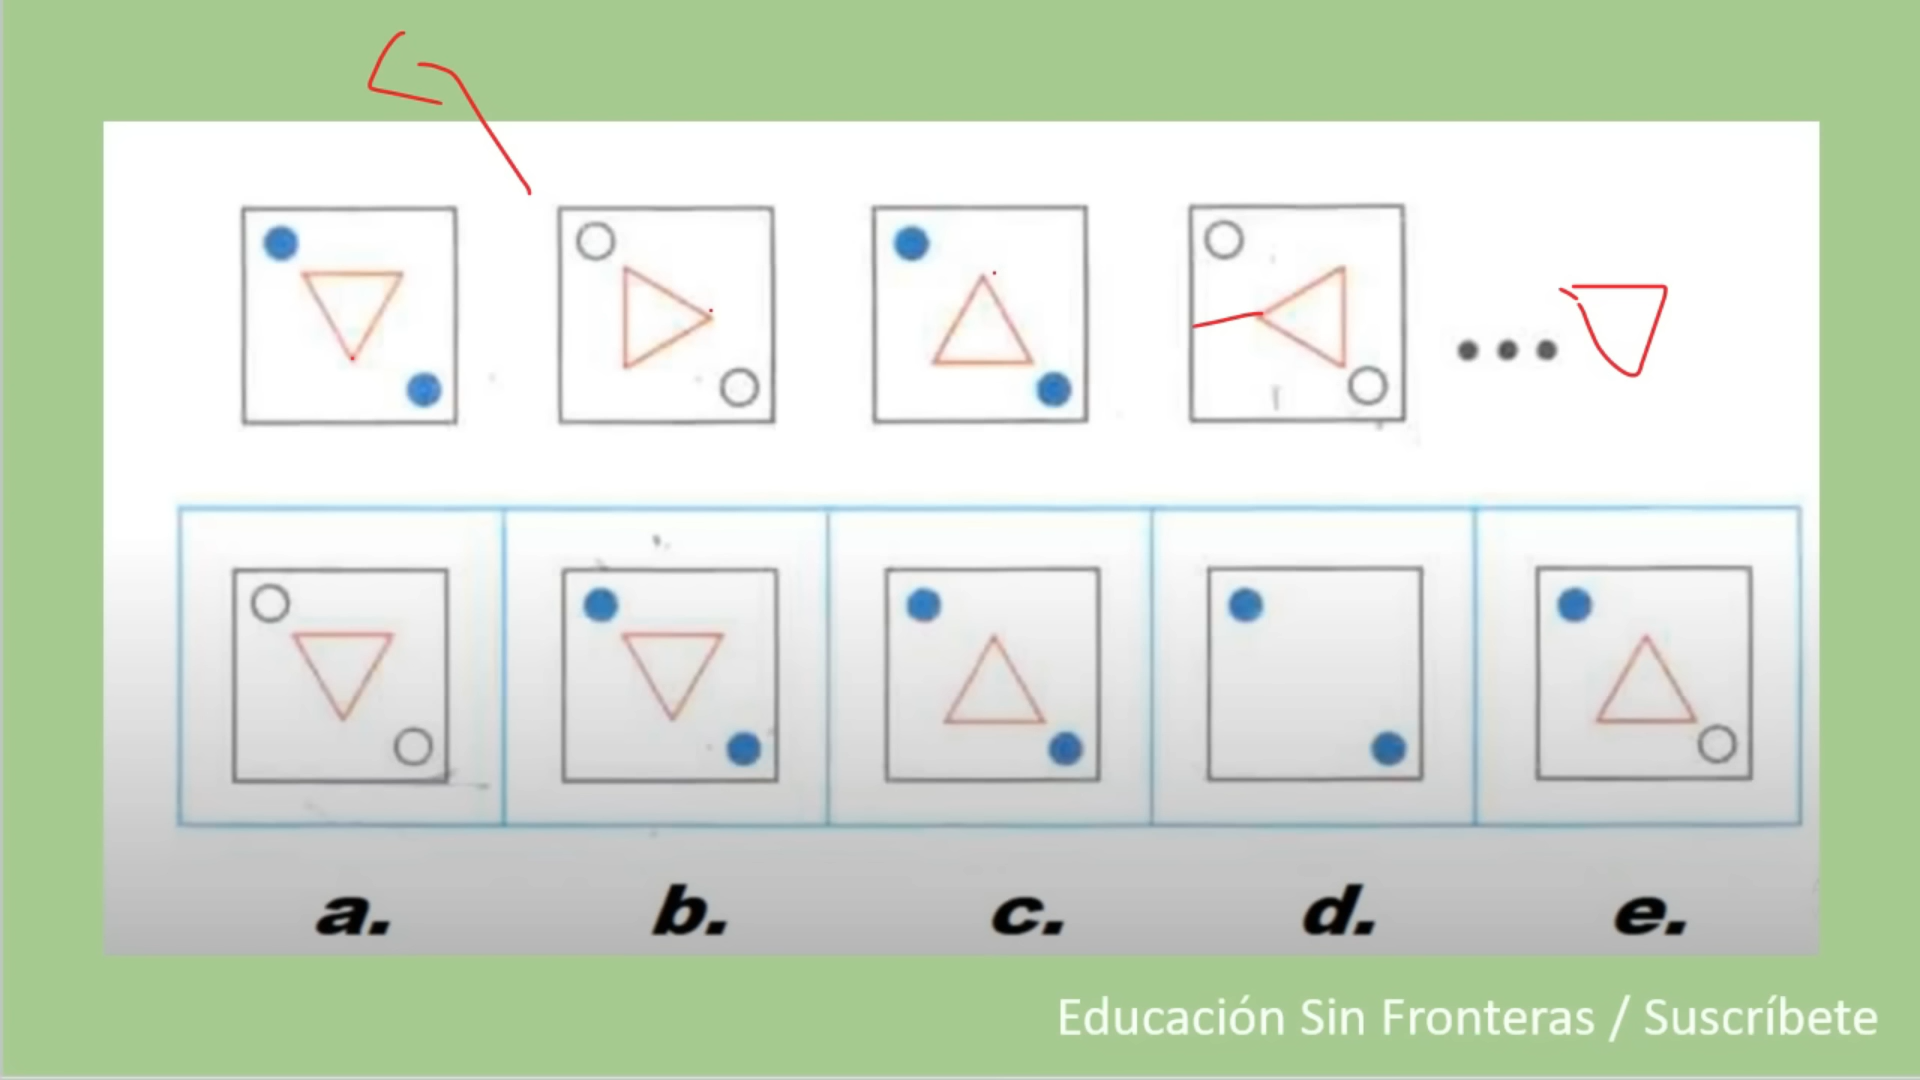 a. b. c. d. e.
Educación Sin Fronteras / Suscríbete